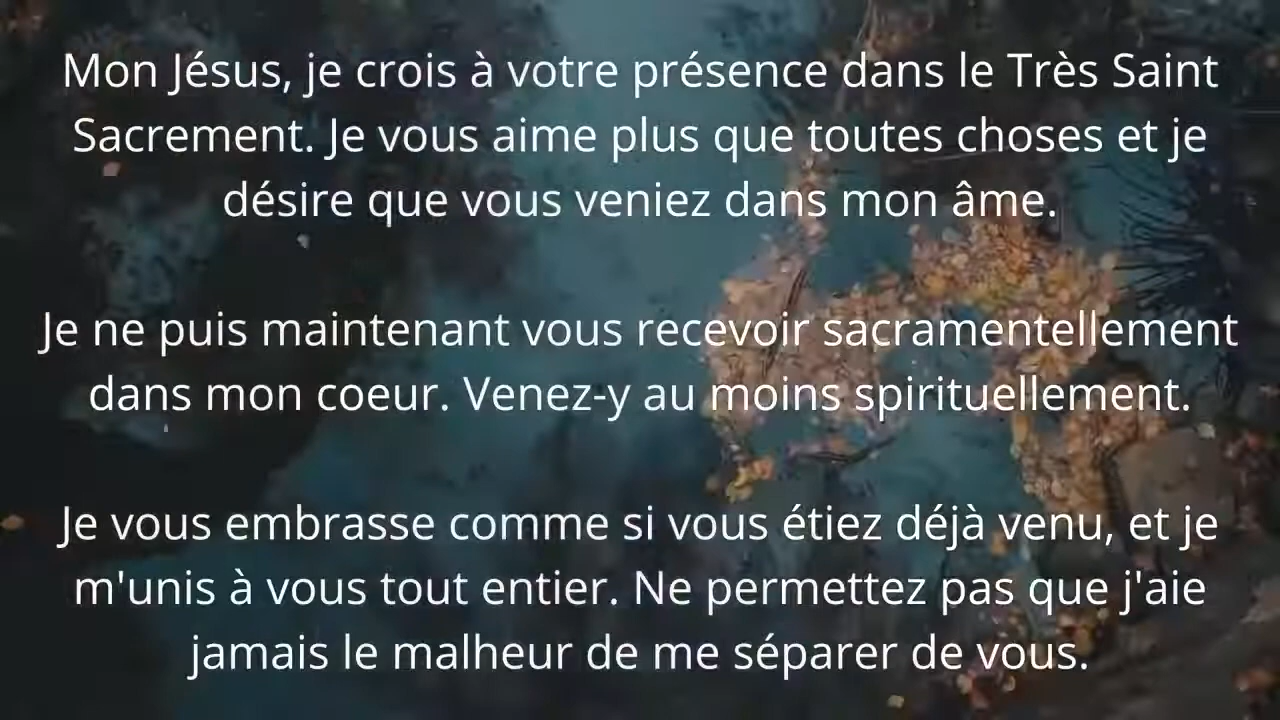 Mon Jésus, je crois à votre présence dans le Très Saint
Sacrement. Je vous aime plus que toutes choses et je
désire que vous veniez dans mon âme.
Je ne puis maintenant vous recevoir sacramentellement
dans mon coeur. Venez-y au moins spirituellement.
Je vous embrasse comme si vous étiez déjà venu, et je
m'unis à vous tout entier. Ne permettez pas que j'aie
jamais le malheur de me séparer de vous.